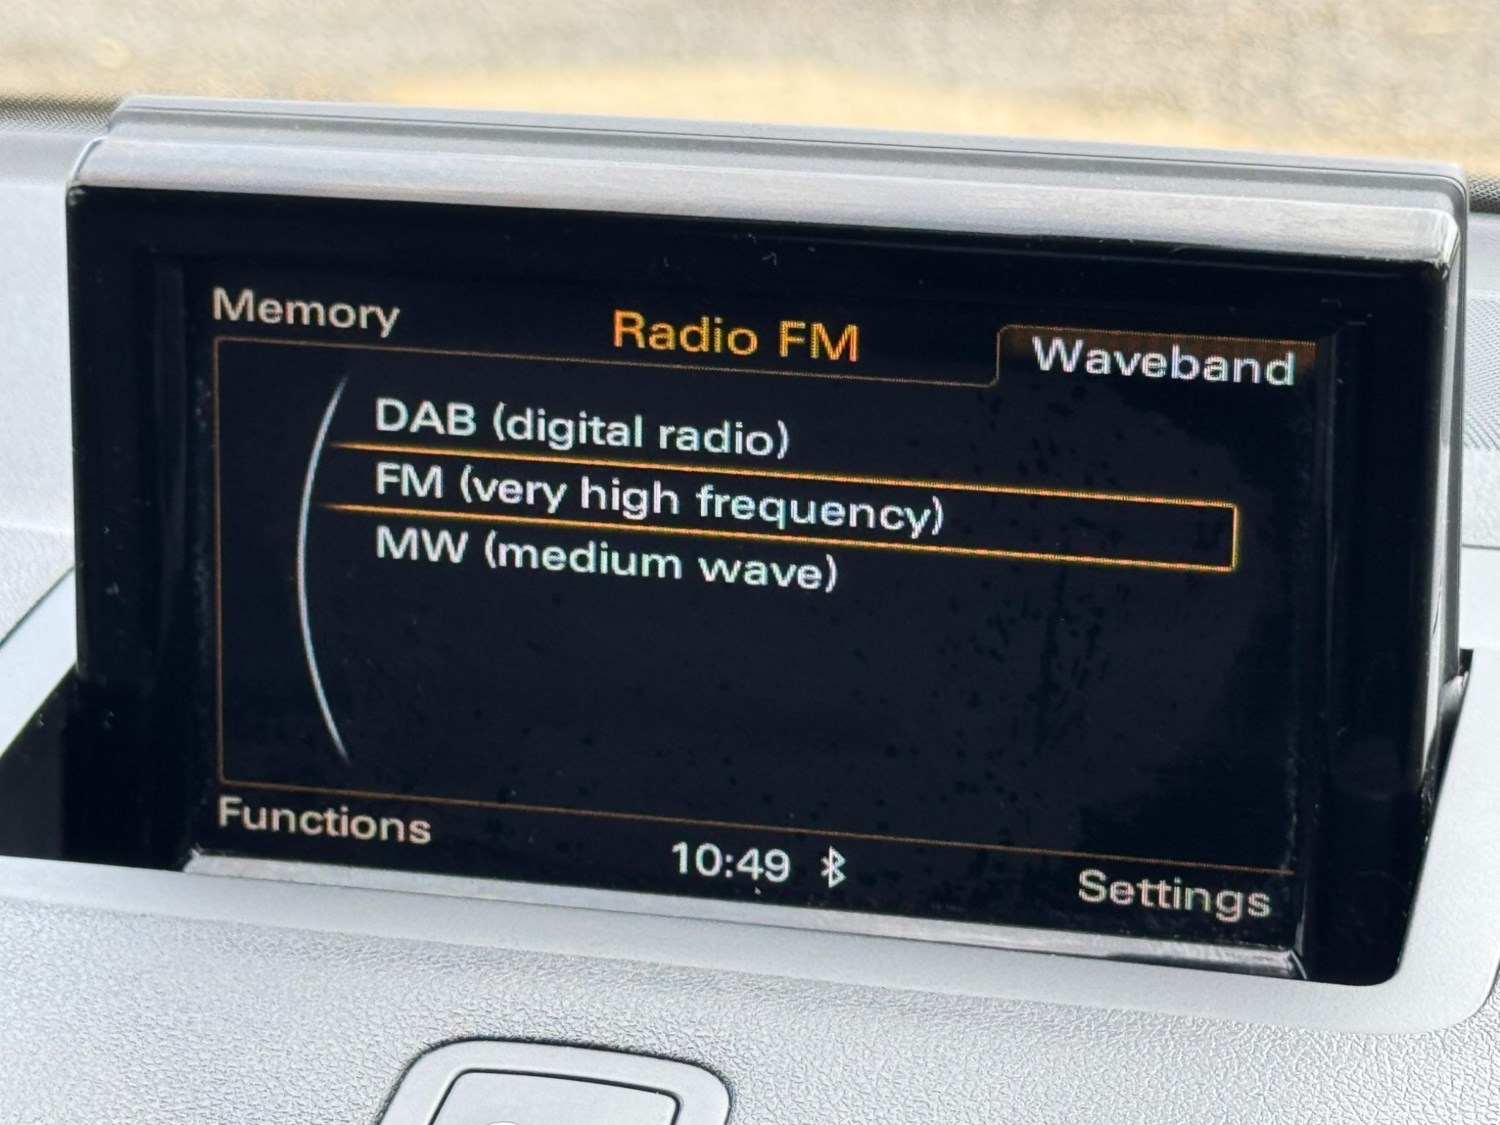 Memory
Radio FM
Waveband
DAB (digital radio)
FM (very high frequency)
MW (medium wave)
Functions
10:49
Settings